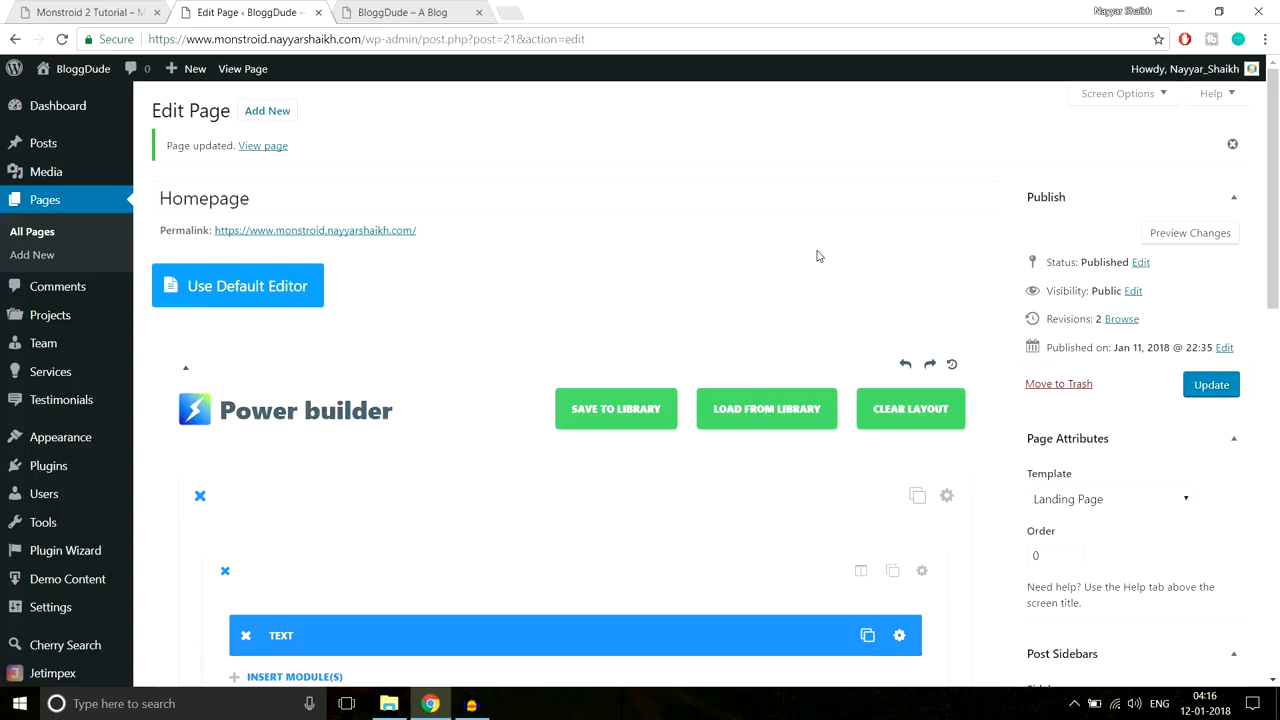 Monstroid 2 Tutorial – M
Edit Page ‹ BloggDude —
BloggDude – A Blog
Nayyar Shaikh
Secure
https://www.monstroid.nayyarshaikh.com/wp-admin/post.php?post=21&action=edit
BloggDude
0
New
View Page
Howdy, Nayyar_Shaikh
Dashboard
Posts
Media
Pages
All Pages
Add New
Comments
Projects
Team
Services
Testimonials
Appearance
Plugins
Users
Tools
Plugin Wizard
Demo Content
Settings
Cherry Search
Jetimpex
Screen Options
Help
Edit Page
Add New
Page updated. View page
Homepage
Permalink: https://www.monstroid.nayyarshaikh.com/
Use Default Editor
Power builder
SAVE TO LIBRARY
LOAD FROM LIBRARY
CLEAR LAYOUT
TEXT
INSERT MODULE(S)
Publish
Preview Changes
Status: Published Edit
Visibility: Public Edit
Revisions: 2 Browse
Published on: Jan 11, 2018 @ 22:35 Edit
Move to Trash
Update
Page Attributes
Template
Landing Page
Order
0
Need help? Use the Help tab above the
screen title.
Post Sidebars
Type here to search
ENG
04:16
12-01-2018